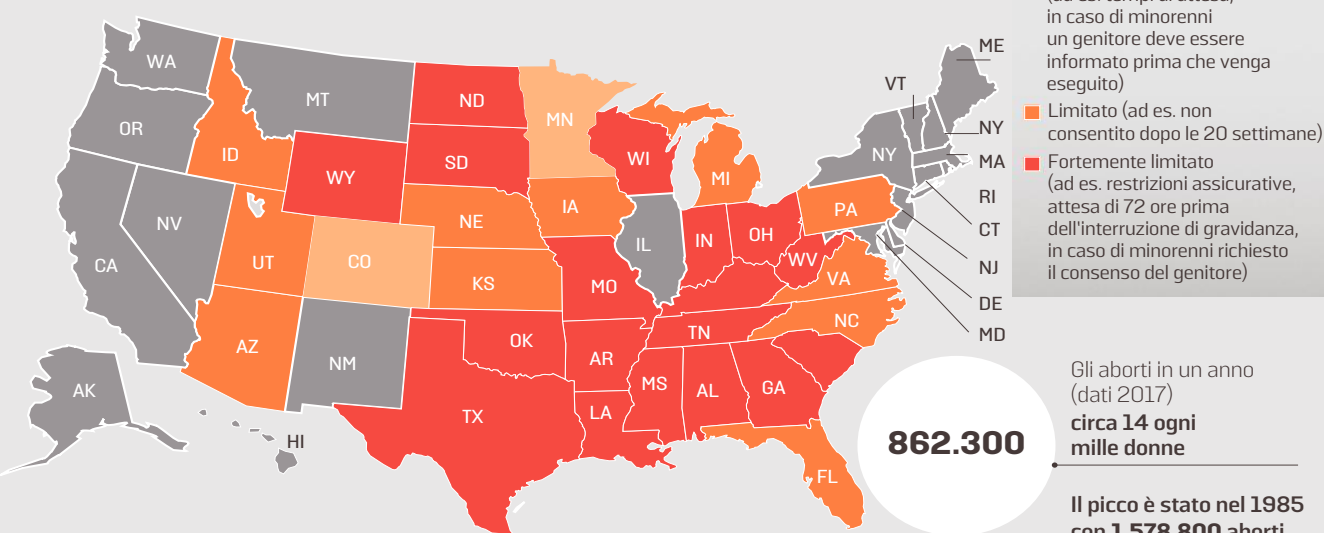 in caso di minorenni
un genitore deve essere
informato prima che venga
eseguito)
Limitato (ad es. non
consentito dopo le 20 settimane)
Fortemente limitato
(ad es. restrizioni assicurative,
attesa di 72 ore prima
dell'interruzione di gravidanza,
in caso di minorenni richiesto
il consenso del genitore)
WA
OR
CA
NV
ID
MT
WY
UT
AZ
CO
NM
ND
SD
NE
KS
OK
TX
MN
IA
MO
AR
LA
WI
IL
MI
IN
OH
TN
MS
AL
GA
FL
WV
VA
NC
PA
NY
VT
ME
NY
MA
RI
CT
NJ
DE
MD
AK
HI
862.300
Gli aborti in un anno
(dati 2017)
circa 14 ogni
mille donne
Il picco è stato nel 1985
con 1.578.800 aborti